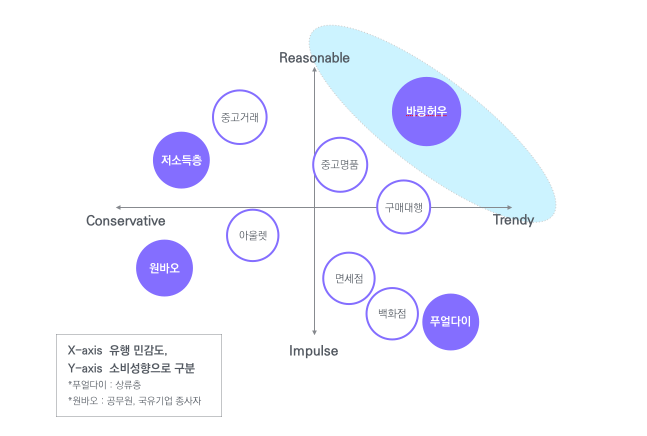 Reasonable
바링허우
중고거래
저소득층
중고명품
구매대행
Conservative
Trendy
아울렛
원바오
면세점
백화점
푸얼다이
Impulse
X-axis 유행 민감도,
Y-axis 소비성향으로 구분
*푸얼다이 : 상류층
*원바오 : 공무원, 국유기업 종사자